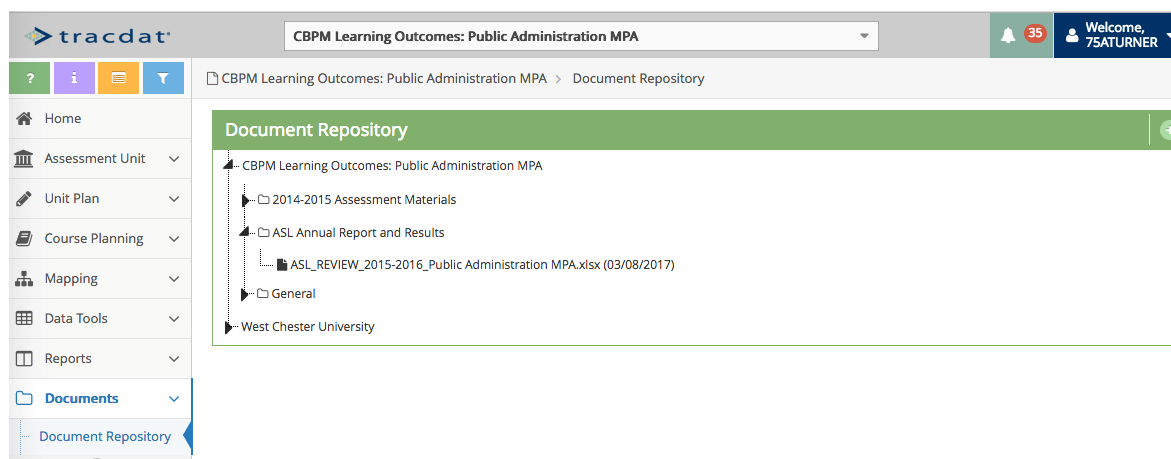 tracdat
CBPM Learning Outcomes: Public Administration MPA
35
Welcome,
75ATURNER
? i
CBPM Learning Outcomes: Public Administration MPA > Document Repository
Home
Assessment Unit
Unit Plan
Course Planning
Mapping
Data Tools
Reports
Documents
Document Repository
Document Repository
CBPM Learning Outcomes: Public Administration MPA
2014-2015 Assessment Materials
ASL Annual Report and Results
ASL_REVIEW_2015-2016_Public Administration MPA.xlsx (03/08/2017)
General
West Chester University